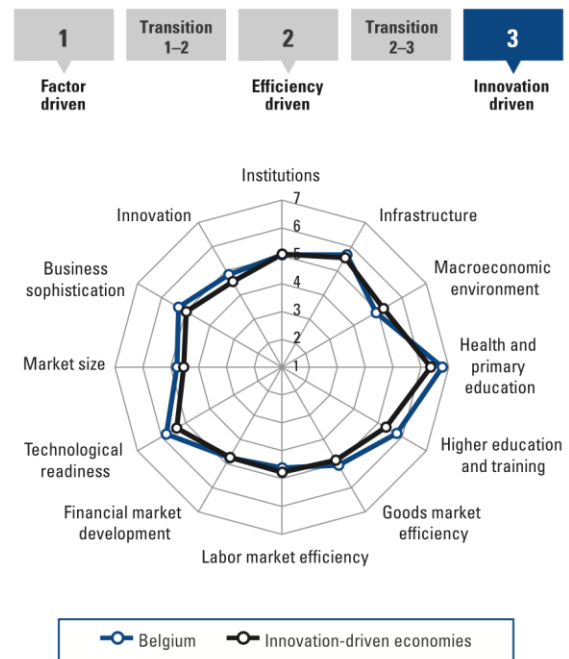 1
Transition
1–2
2
Transition
2–3
3
Factor
driven
Efficiency
driven
Innovation
driven
Institutions
7
Innovation
6
Infrastructure
5
Business
sophistication
4
Macroeconomic
environment
3
2
Market size
1
Health and
primary
education
Technological
readiness
Higher education
and training
Financial market
development
Goods market
efficiency
Labor market efficiency
Belgium
Innovation-driven economies